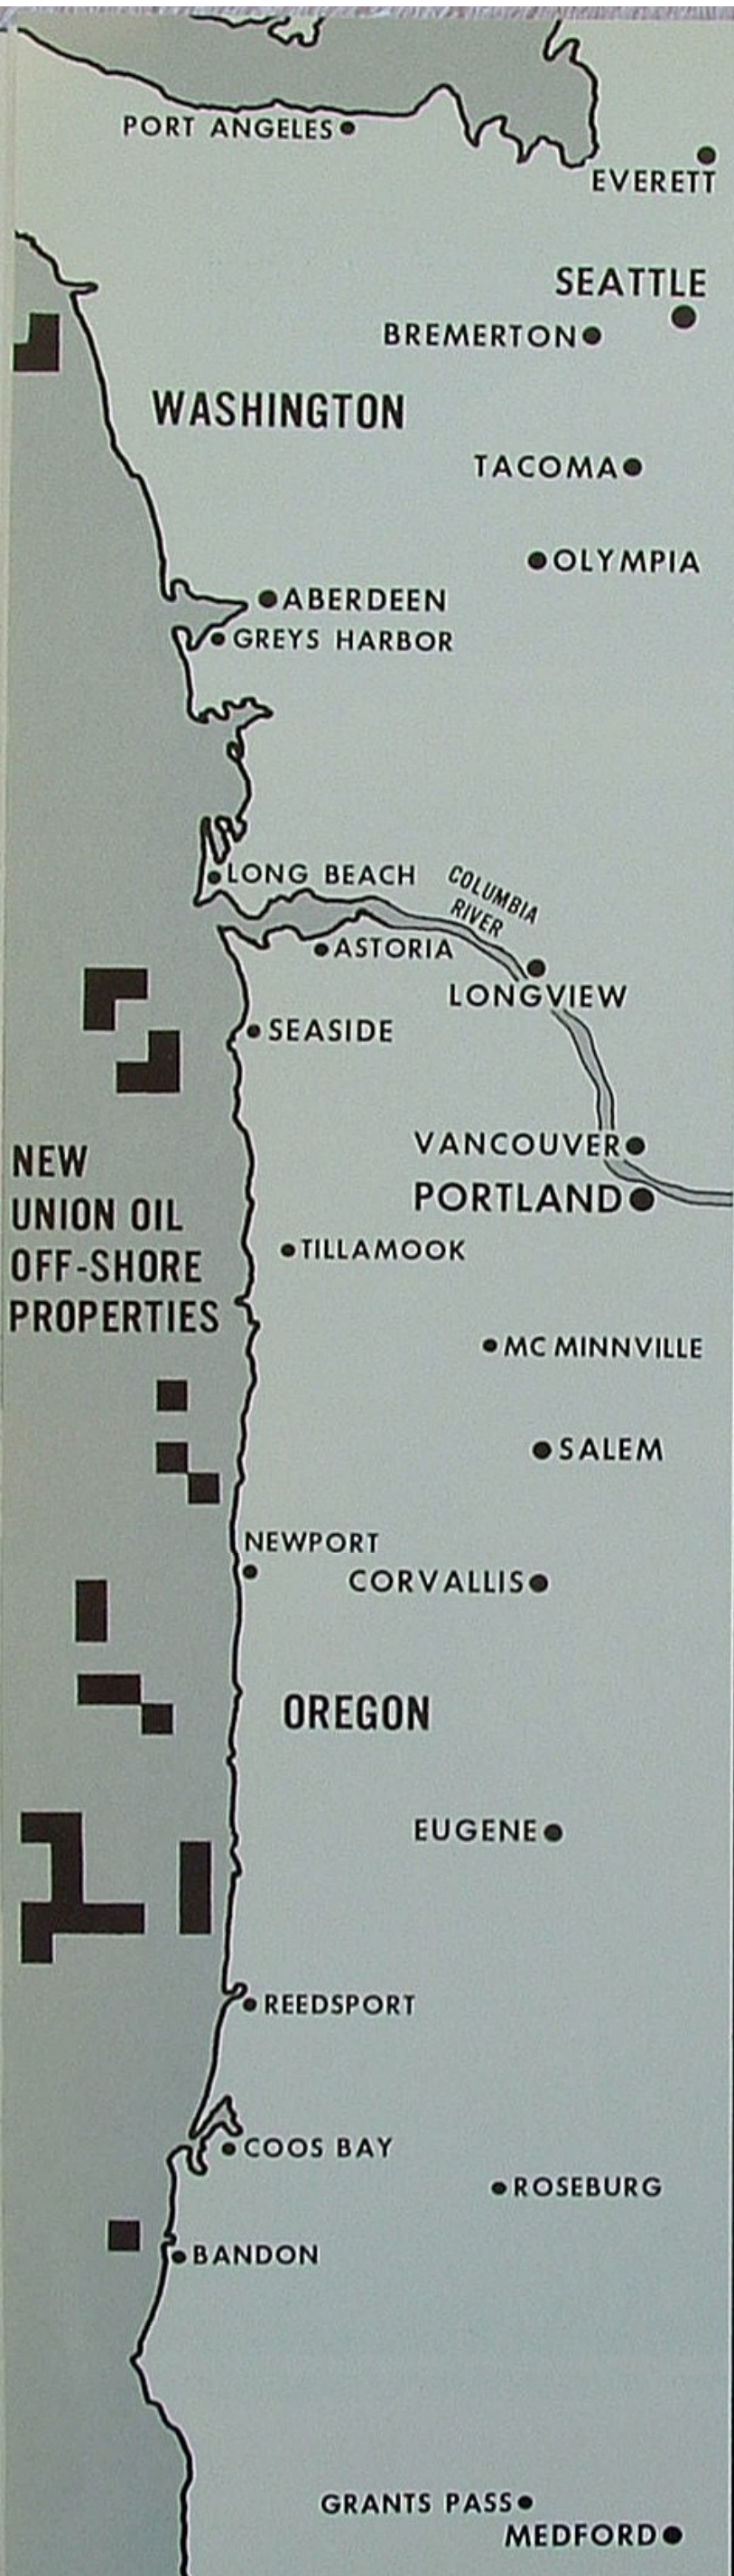 PORT ANGELES
EVERETT
SEATTLE
BREMERTON
WASHINGTON
TACOMA
OLYMPIA
ABERDEEN
GREYS HARBOR
LONG BEACH
COLUMBIA
RIVER
ASTORIA
LONGVIEW
SEASIDE
VANCOUVER
PORTLAND
NEW
UNION OIL
OFF-SHORE
PROPERTIES
TILLAMOOK
MC MINNVILLE
SALEM
NEWPORT
CORVALLIS
OREGON
EUGENE
REEDSPORT
COOS BAY
ROSEBURG
BANDON
GRANTS PASS
MEDFORD